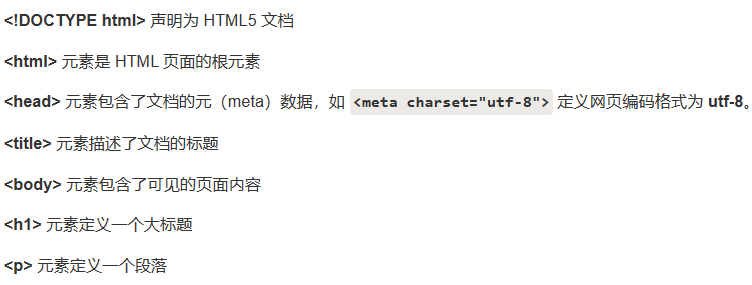 <!DOCTYPE html> 声明为 HTML5 文档
<html> 元素是 HTML 页面的根元素
<head> 元素包含了文档的元（meta）数据，如 <meta charset="utf-8"> 定义网页编码格式为 utf-8。
<title> 元素描述了文档的标题
<body> 元素包含了可见的页面内容
<h1> 元素定义一个大标题
<p> 元素定义一个段落